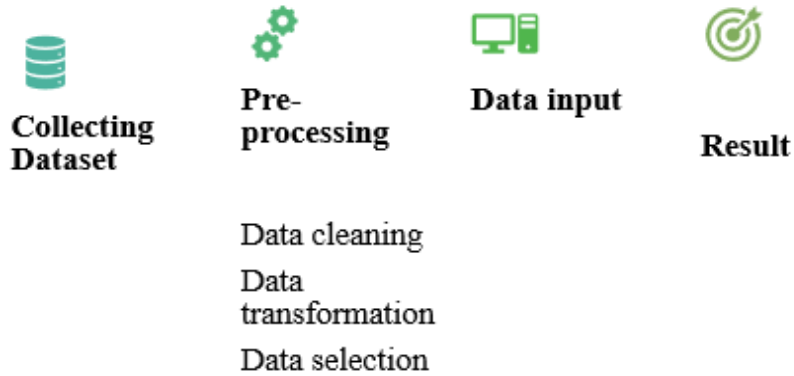 Collecting
Dataset
Pre-
processing
Data cleaning
Data
transformation
Data selection
Data input
Result